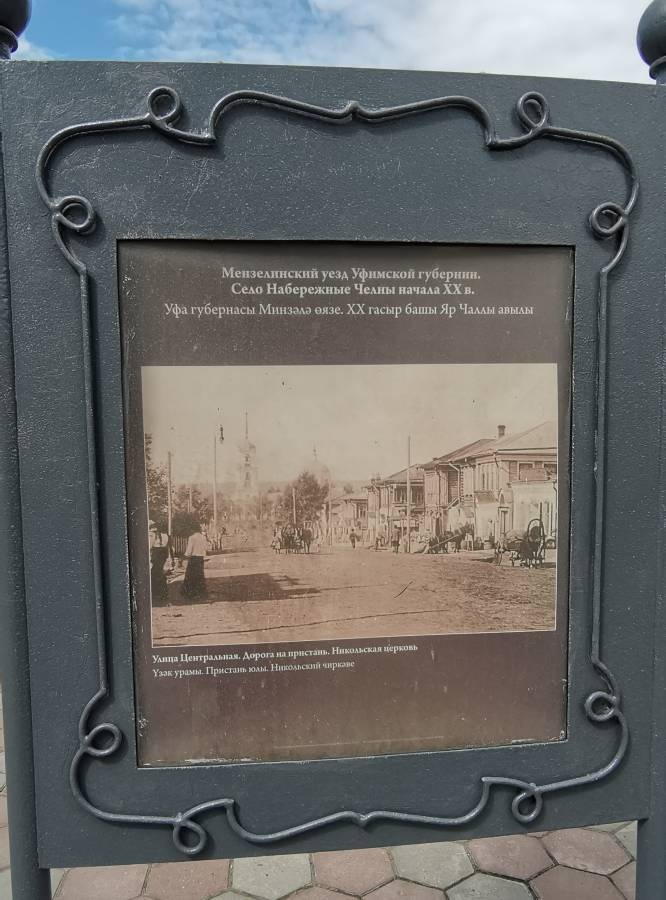 Мензелинский уезд Уфимской губернии.
Село Набережные Челны начала XX в.
Уфа губернасы Минзәлә өязе. XX гасыр башы Яр Чаллы авылы
Улица Центральная. Дорога на пристань. Никольская церковь
Үзәк урамы. Пристань юлы. Никольский чиркәве